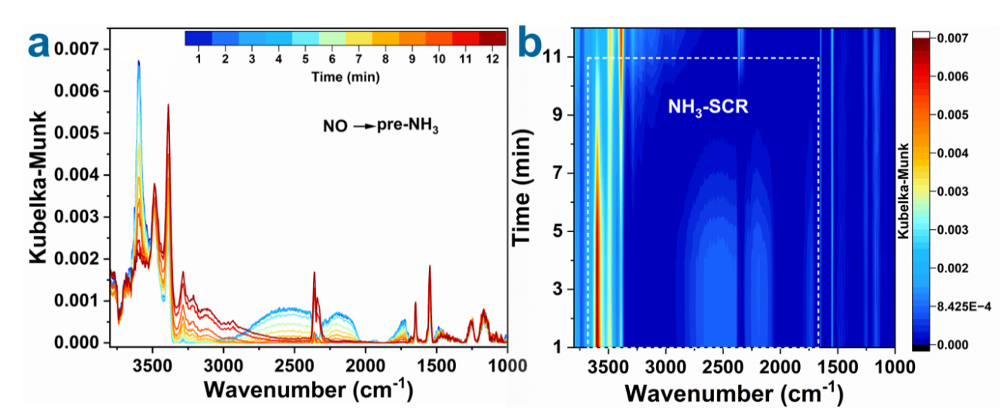 a
0.007
0.006
0.005
0.004
0.003
0.002
0.001
0.000
Kubelka-Munk
1 2 3 4 5 6 7 8 9 10 11 12
Time (min)
NO → pre-NH₃
3500 3000 2500 2000 1500 1000
Wavenumber (cm⁻¹)
b
11
9
7
5
3
1
Time (min)
NH₃-SCR
3500 3000 2500 2000 1500 1000
Wavenumber (cm⁻¹)
Kubelka-Munk
0.007
0.006
0.005
0.004
0.003
0.003
0.002
8.425E−4
0.000